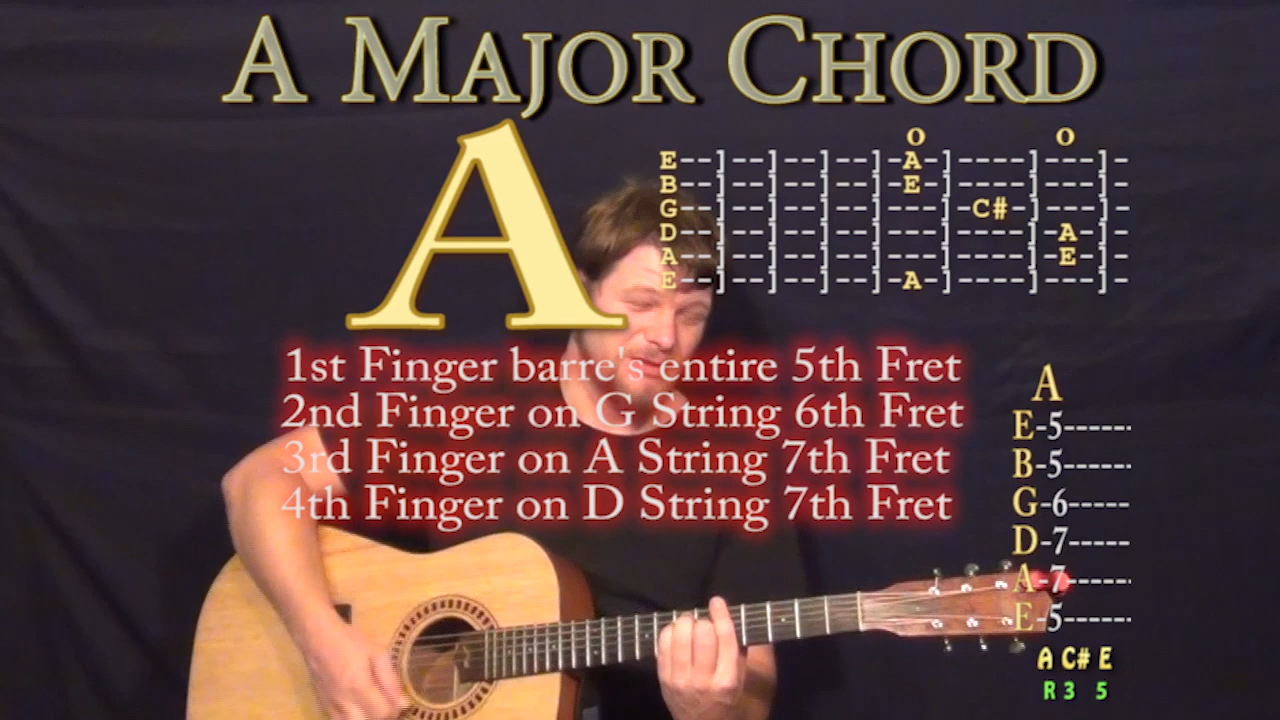 A MAJOR CHORD
A
O O
E--]--]--]--]-A-]----]---]-
B--]--]--]--]-E-]----]---]-
G--]--]--]--]---]-C#-]---]-
D--]--]--]--]---]----]-A-]-
A--]--]--]--]---]----]-E-]-
E--]--]--]--]-A-]----]---]-
1st Finger barre's entire 5th Fret
2nd Finger on G String 6th Fret
3rd Finger on A String 7th Fret
4th Finger on D String 7th Fret
A
E-5------
B-5------
G-6-----
D-7-----
A-7-----
E-5------
A C# E
R 3 5